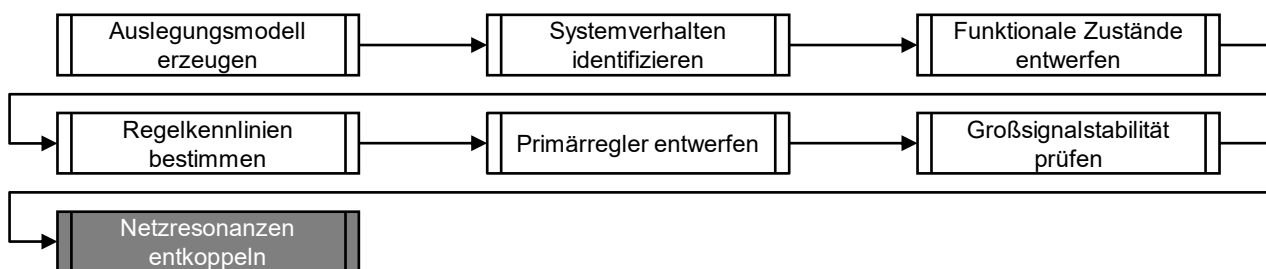 Auslegungsmodell
erzeugen
Systemverhalten
identifizieren
Funktionale Zustände
entwerfen
Regelkennlinien
bestimmen
Primärregler entwerfen
Großsignalstabilität
prüfen
Netzresonanzen
entkoppeln